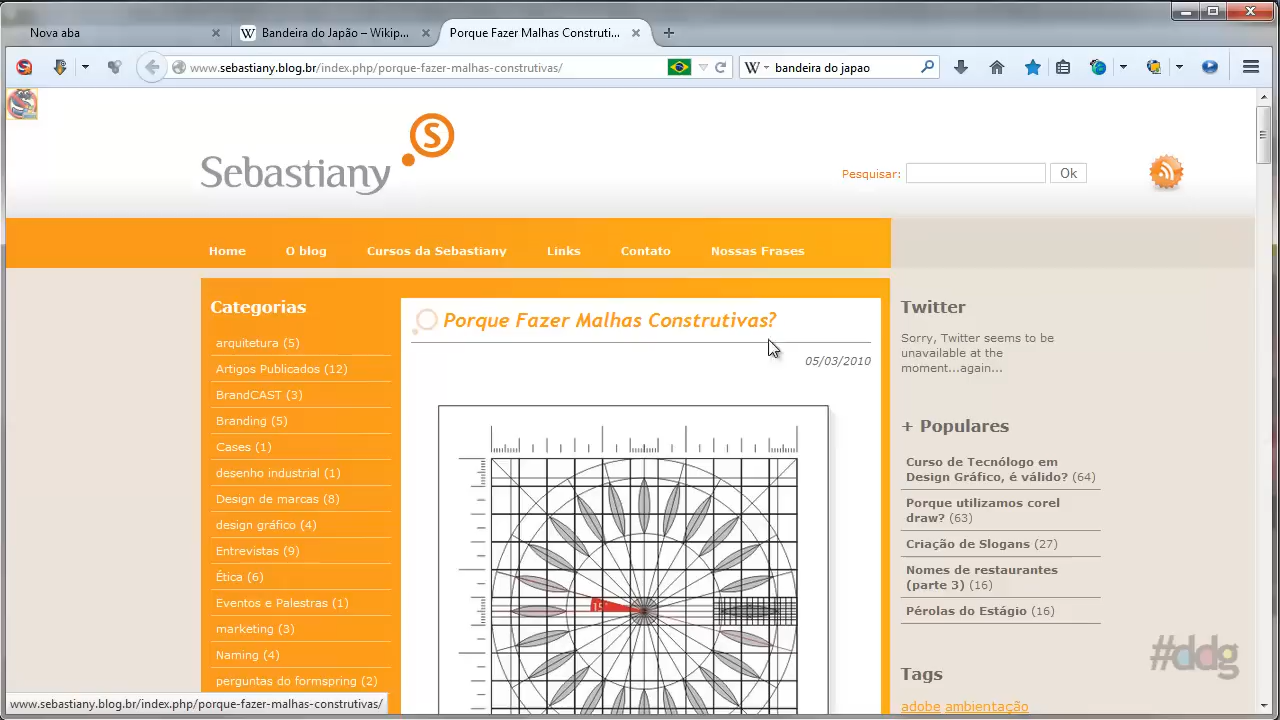 Nova aba
Bandeira do Japão – Wikip...
Porque Fazer Malhas Construti...
www.sebastiany.blog.br/index.php/porque-fazer-malhas-construtivas/
W
bandeira do japao
Sebastiany
S
Pesquisar:
Ok
Home
O blog
Cursos da Sebastiany
Links
Contato
Nossas Frases
Categorias
arquitetura (5)
Artigos Publicados (12)
BrandCAST (3)
Branding (5)
Cases (1)
desenho industrial (1)
Design de marcas (8)
design gráfico (4)
Entrevistas (9)
Ética (6)
Eventos e Palestras (1)
marketing (3)
Naming (4)
perguntas do formspring (2)
Porque Fazer Malhas Construtivas?
05/03/2010
Twitter
Sorry, Twitter seems to be
unavailable at the
moment...again...
+ Populares
Curso de Tecnólogo em
Design Gráfico, é válido? (64)
Porque utilizamos corel
draw? (63)
Criação de Slogans (27)
Nomes de restaurantes
(parte 3) (16)
Pérolas do Estágio (16)
Tags
adobe ambientação
#ddg
www.sebastiany.blog.br/index.php/porque-fazer-malhas-construtivas/